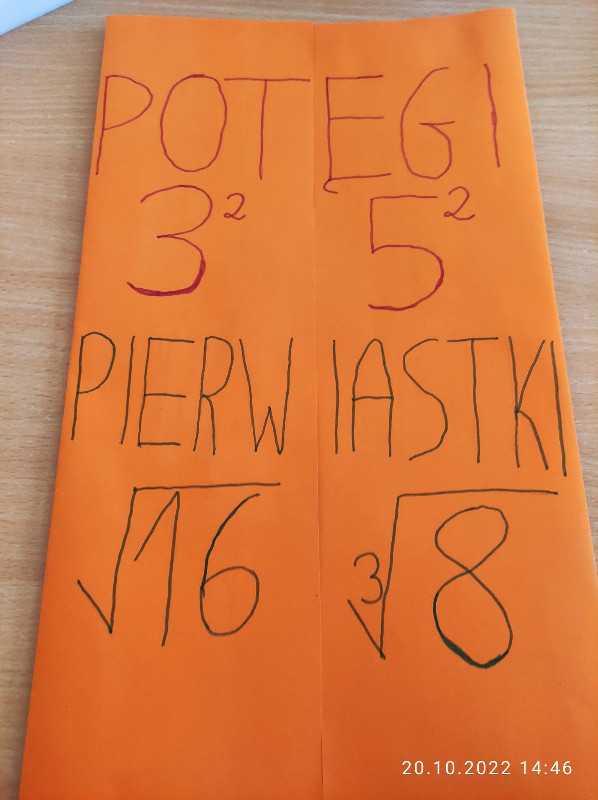 POTĘGI
3² 5²
PIERWIASTKI
√16 ∛8
20.10.2022 14:46